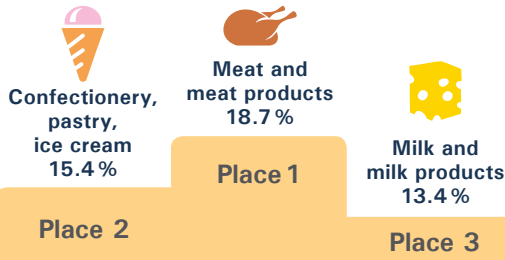 Confectionery,
pastry,
ice cream
15.4 %
Place 2
Meat and
meat products
18.7 %
Place 1
Milk and
milk products
13.4 %
Place 3